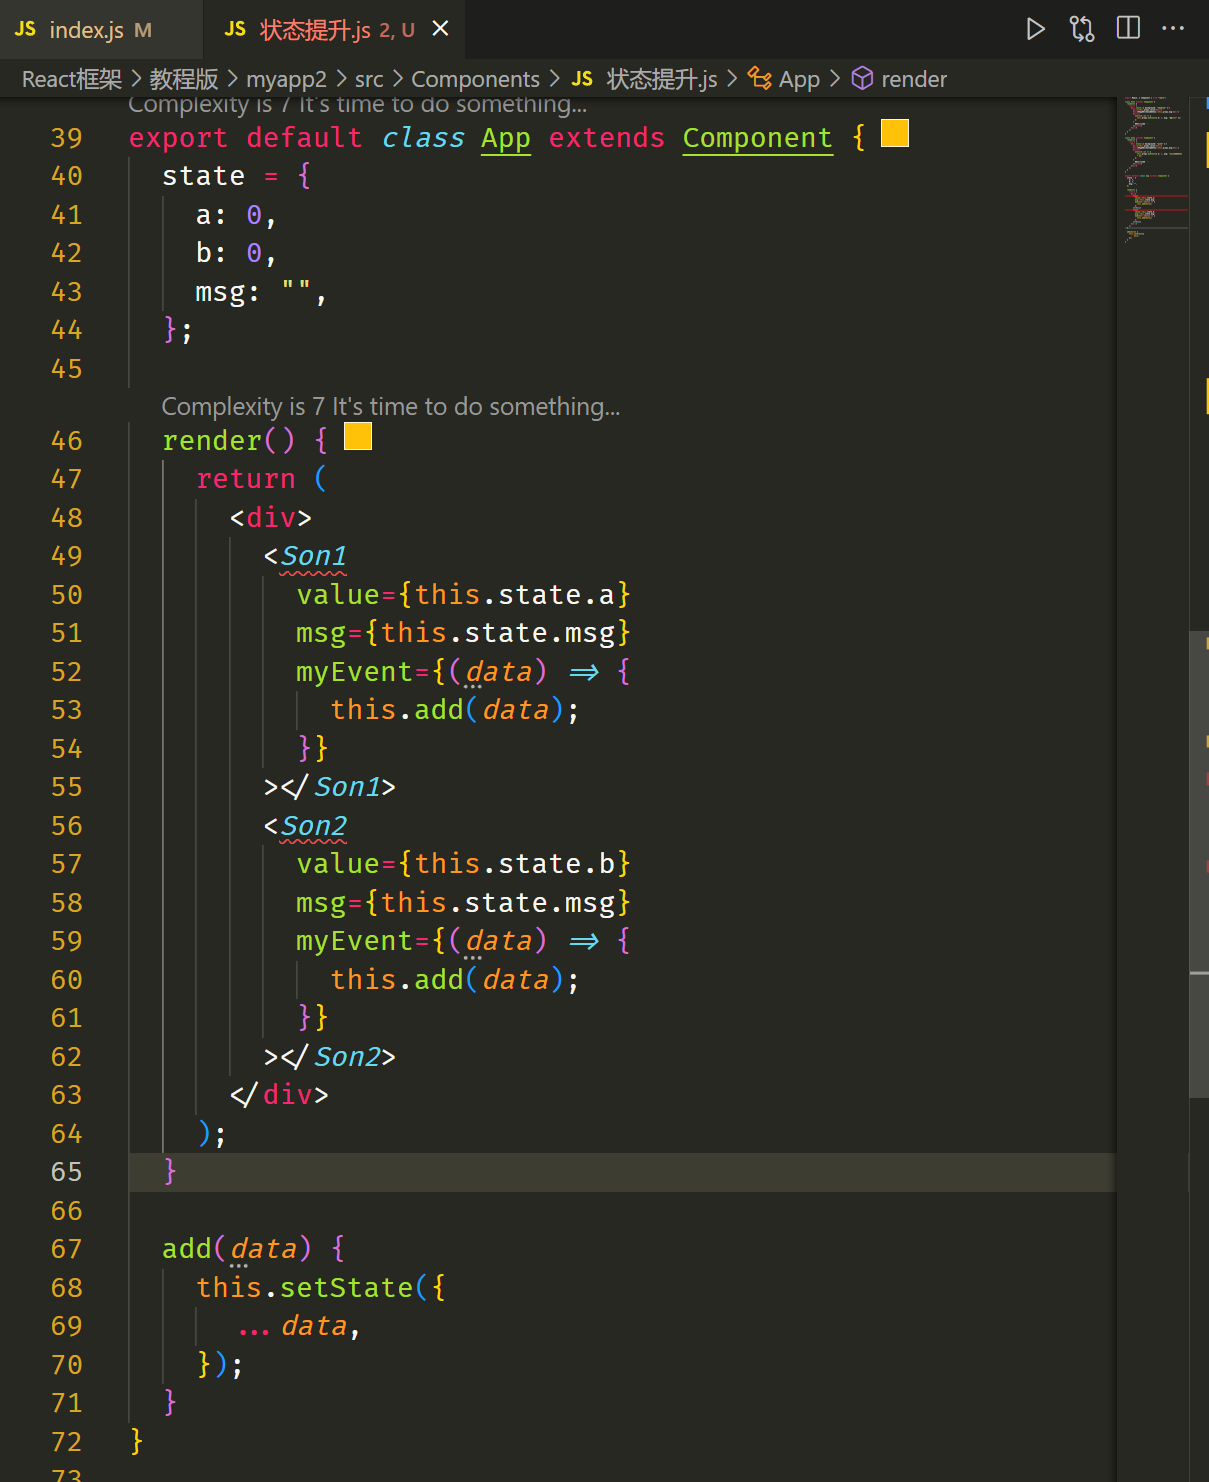 JS index.js M
JS 状态提升.js 2, U
React框架 > 教程版 > myapp2 > src > Components > JS 状态提升.js > App > render
Complexity is 7 It's time to do something...
39 export default class App extends Component {
40 state = {
41 a: 0,
42 b: 0,
43 msg: "",
44 };
45
Complexity is 7 It's time to do something...
46 render() {
47 return (
48 <div>
49 <Son1
50 value={this.state.a}
51 msg={this.state.msg}
52 myEvent={(data) => {
53 this.add(data);
54 }}
55 ></Son1>
56 <Son2
57 value={this.state.b}
58 msg={this.state.msg}
59 myEvent={(data) => {
60 this.add(data);
61 }}
62 ></Son2>
63 </div>
64 );
65 }
66
67 add(data) {
68 this.setState({
69 ...data,
70 });
71 }
72 }
73